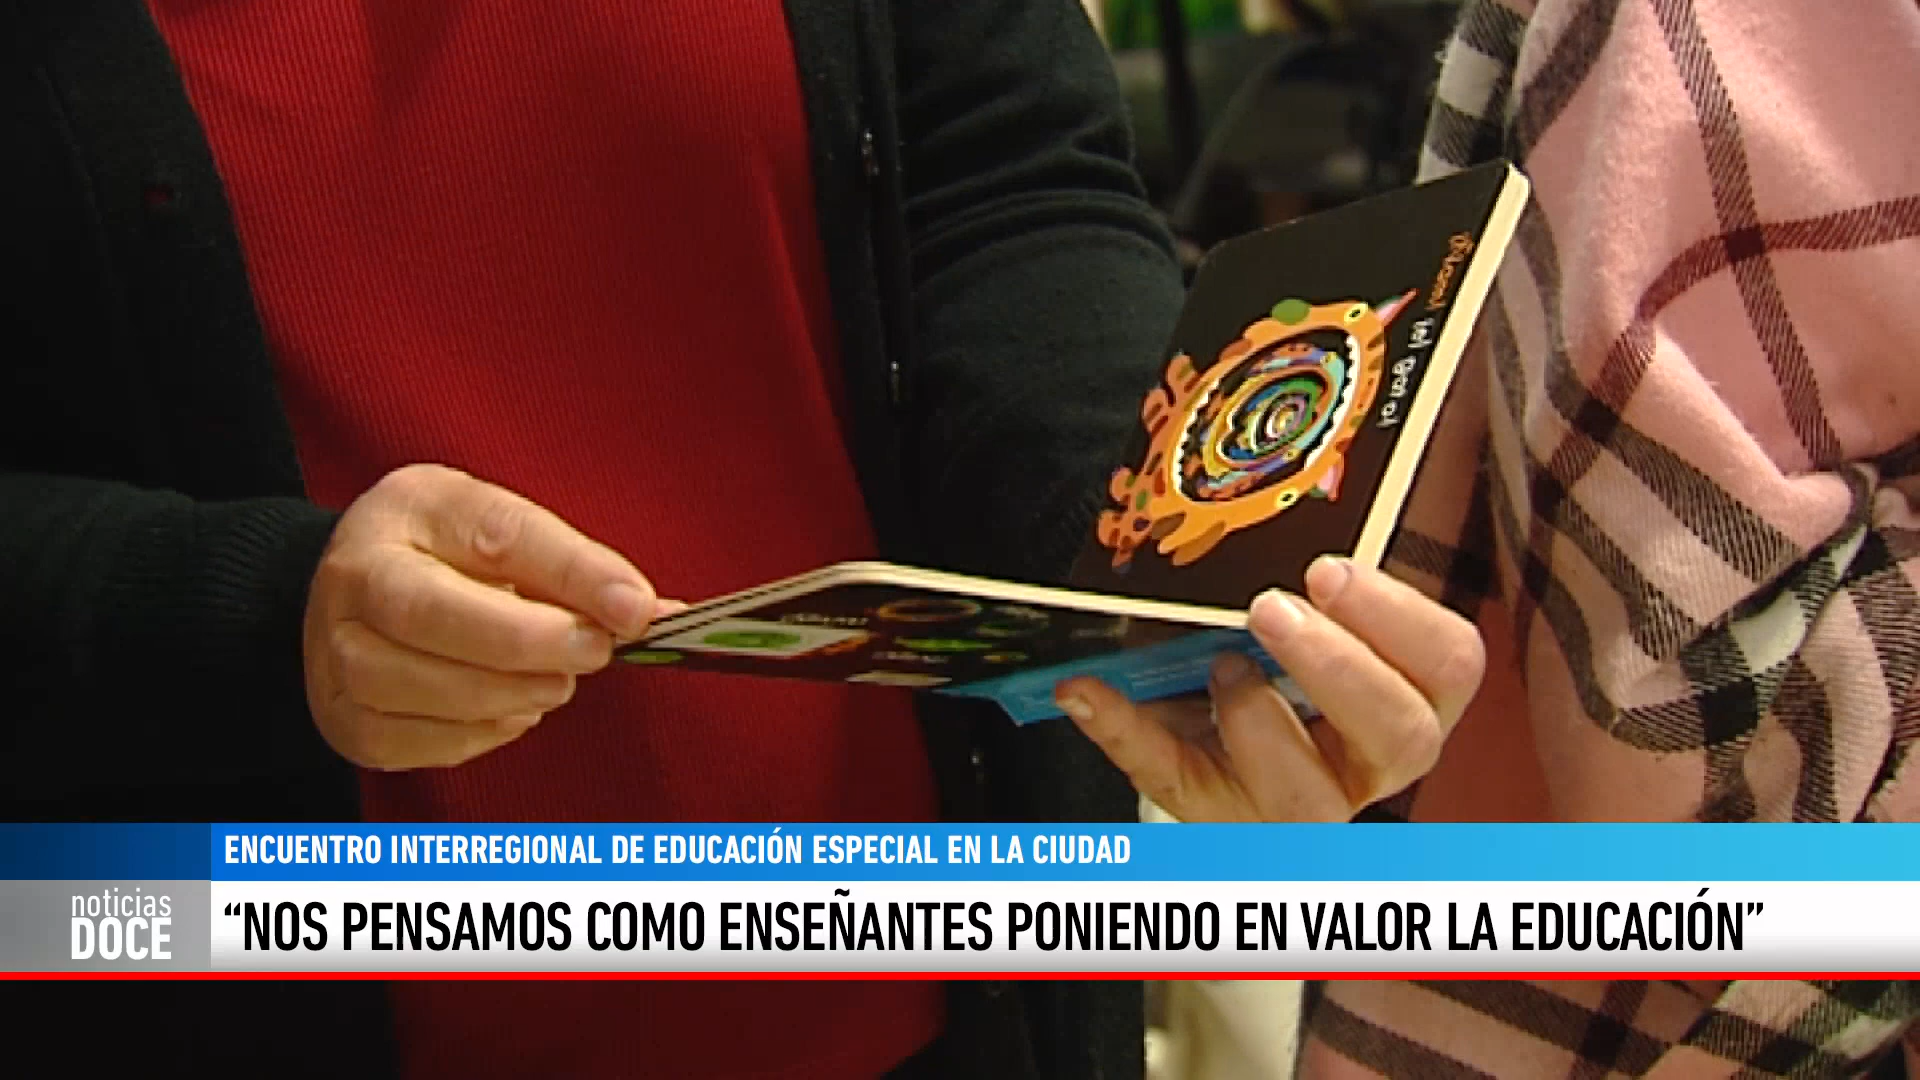 ENCUENTRO INTERREGIONAL DE EDUCACIÓN ESPECIAL EN LA CIUDAD
noticias
DOCE
“NOS PENSAMOS COMO ENSEÑANTES PONIENDO EN VALOR LA EDUCACIÓN”